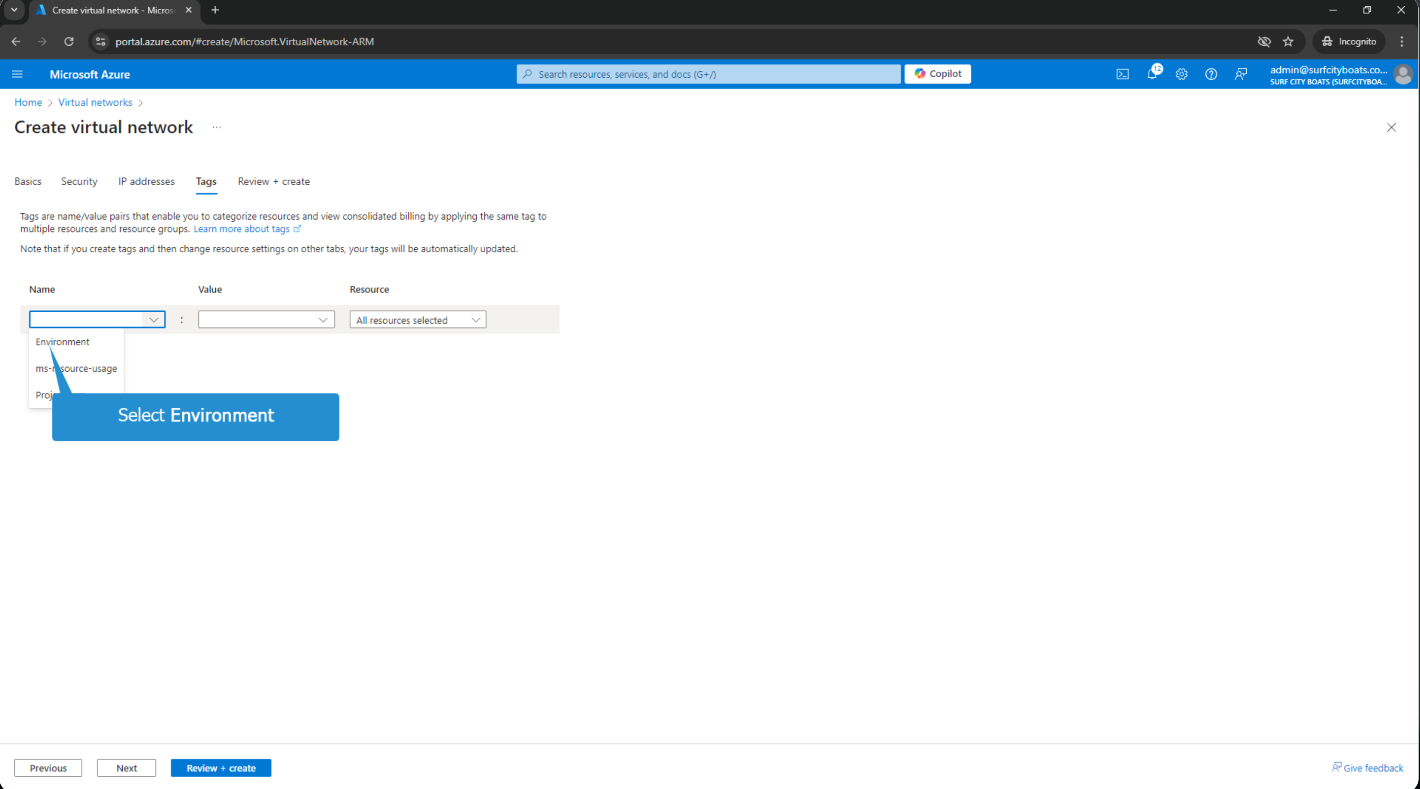 Create virtual network - Micros
portal.azure.com/#create/Microsoft.VirtualNetwork-ARM
Incognito
Microsoft Azure
Search resources, services, and docs (G+/)
Copilot
12
admin@surfcityboats.co...
SURF CITY BOATS (SURFCITYBOA...
Home > Virtual networks >
Create virtual network ...
Basics Security IP addresses Tags Review + create
Tags are name/value pairs that enable you to categorize resources and view consolidated billing by applying the same tag to
multiple resources and resource groups. Learn more about tags
Note that if you create tags and then change resource settings on other tabs, your tags will be automatically updated.
Name Value Resource
: All resources selected
Environment
ms-resource-usage
Select Environment
Previous Next Review + create Give feedback